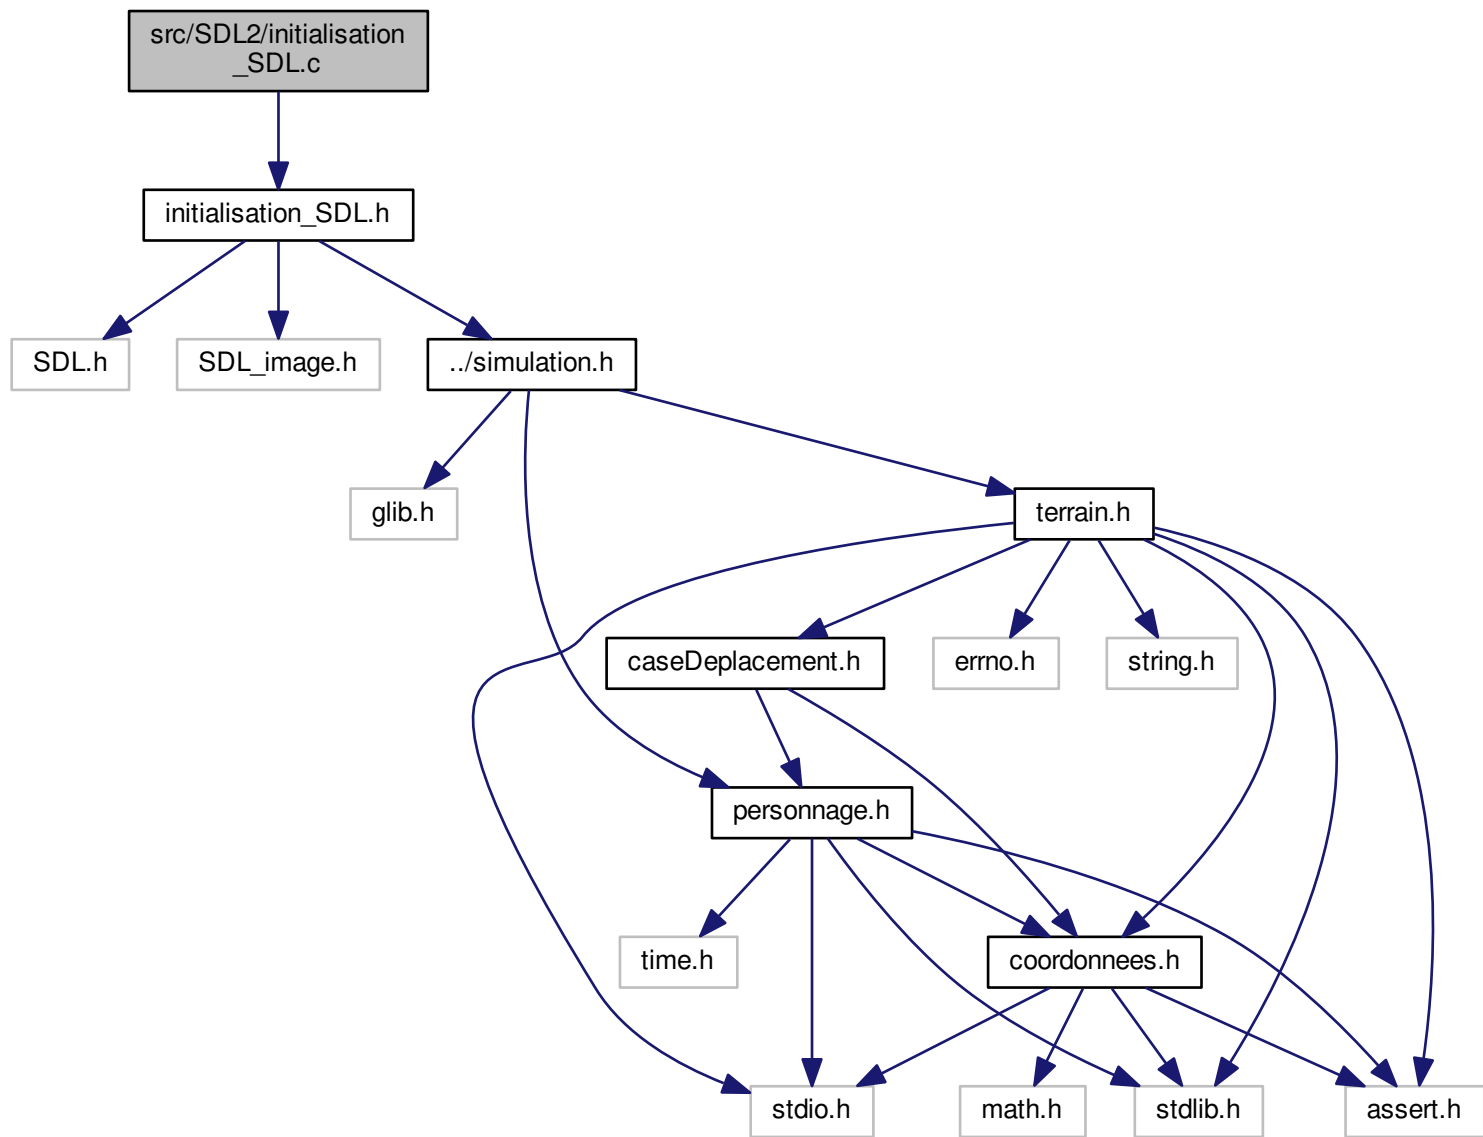 src/SDL2/initialisation
_SDL.c
initialisation_SDL.h
SDL.h
SDL_image.h
../simulation.h
glib.h
terrain.h
caseDeplacement.h
errno.h
string.h
personnage.h
time.h
coordonnees.h
stdio.h
math.h
stdlib.h
assert.h